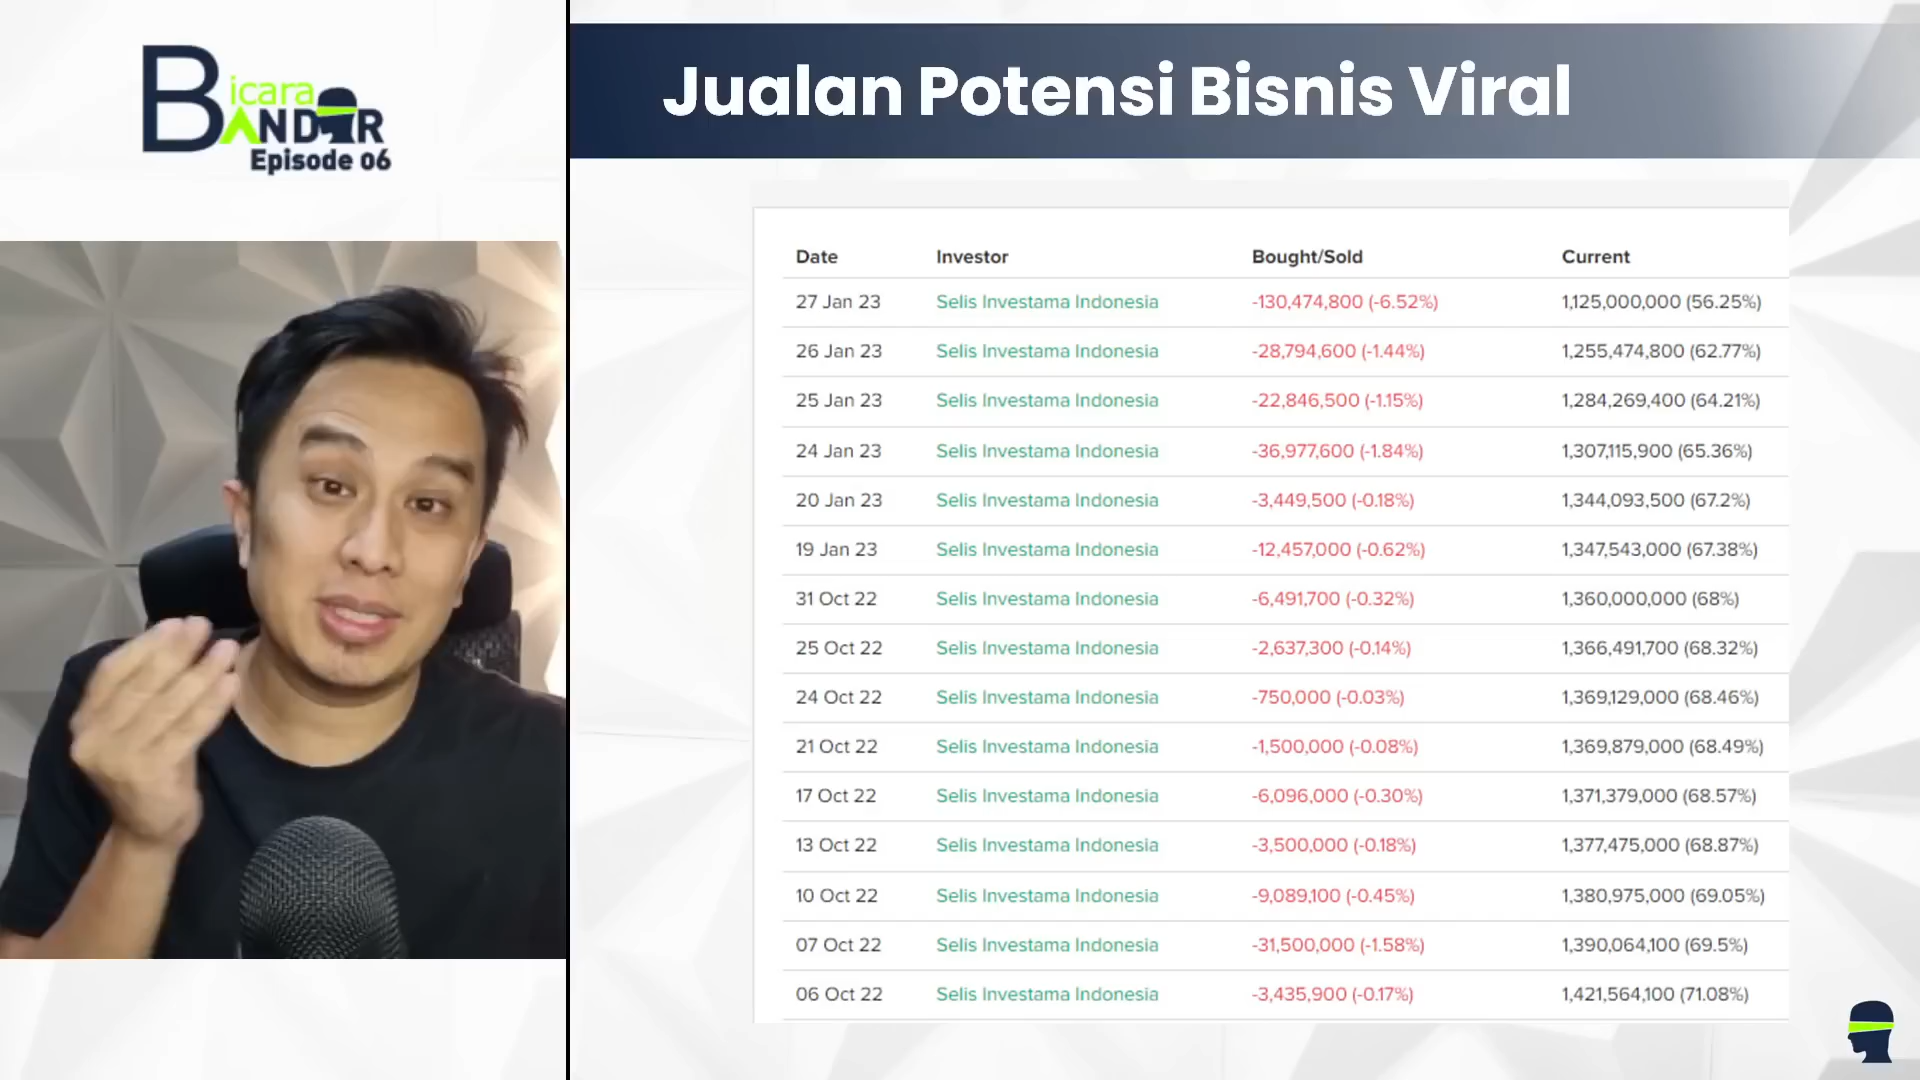 Bicara
BANDAR
Episode 06
Jualan Potensi Bisnis Viral
Date Investor Bought/Sold Current
27 Jan 23 Selis Investama Indonesia -130,474,800 (-6.52%) 1,125,000,000 (56.25%)
26 Jan 23 Selis Investama Indonesia -28,794,600 (-1.44%) 1,255,474,800 (62.77%)
25 Jan 23 Selis Investama Indonesia -22,846,500 (-1.15%) 1,284,269,400 (64.21%)
24 Jan 23 Selis Investama Indonesia -36,977,600 (-1.84%) 1,307,115,900 (65.36%)
20 Jan 23 Selis Investama Indonesia -3,449,500 (-0.18%) 1,344,093,500 (67.2%)
19 Jan 23 Selis Investama Indonesia -12,457,000 (-0.62%) 1,347,543,000 (67.38%)
31 Oct 22 Selis Investama Indonesia -6,491,700 (-0.32%) 1,360,000,000 (68%)
25 Oct 22 Selis Investama Indonesia -2,637,300 (-0.14%) 1,366,491,700 (68.32%)
24 Oct 22 Selis Investama Indonesia -750,000 (-0.03%) 1,369,129,000 (68.46%)
21 Oct 22 Selis Investama Indonesia -1,500,000 (-0.08%) 1,369,879,000 (68.49%)
17 Oct 22 Selis Investama Indonesia -6,096,000 (-0.30%) 1,371,379,000 (68.57%)
13 Oct 22 Selis Investama Indonesia -3,500,000 (-0.18%) 1,377,475,000 (68.87%)
10 Oct 22 Selis Investama Indonesia -9,089,100 (-0.45%) 1,380,975,000 (69.05%)
07 Oct 22 Selis Investama Indonesia -31,500,000 (-1.58%) 1,390,064,100 (69.5%)
06 Oct 22 Selis Investama Indonesia -3,435,900 (-0.17%) 1,421,564,100 (71.08%)